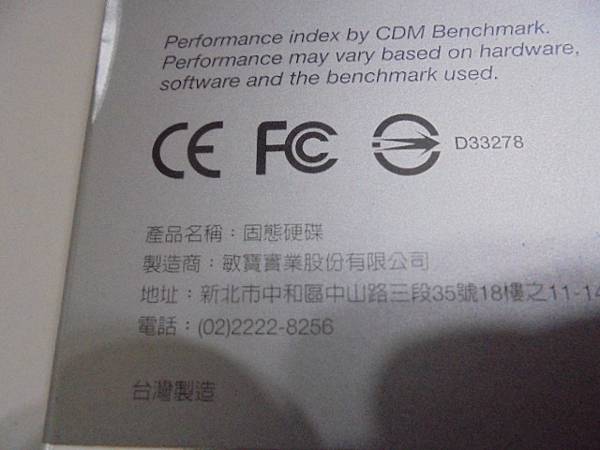 Performance index by CDM Benchmark.
Performance may vary based on hardware,
software and the benchmark used.
CE FC D33278
產品名稱：固態硬碟
製造商：敏寶實業股份有限公司
地址：新北市中和區中山路三段35號18樓之11-14
電話：(02)2222-8256
台灣製造